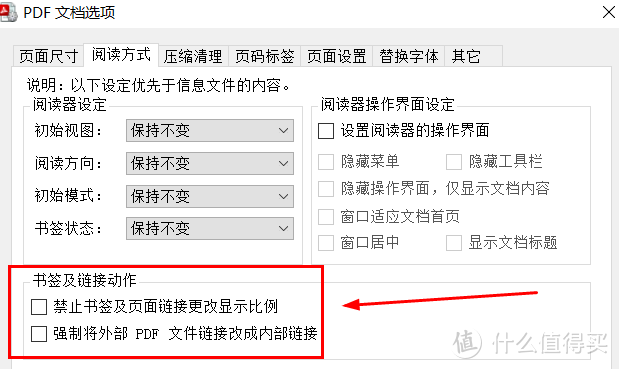 PDF 文档选项
页面尺寸 阅读方式 压缩清理 页码标签 页面设置 替换字体 其它
说明：以下设定优先于信息文件的内容。
阅读器设定
初始视图： 保持不变
阅读方向： 保持不变
初始模式： 保持不变
书签状态： 保持不变
阅读器操作界面设定
设置阅读器的操作界面
隐藏菜单 隐藏工具栏
隐藏操作界面，仅显示文档内容
窗口适应文档首页
窗口居中 显示文档标题
书签及链接动作
禁止书签及页面链接更改显示比例
强制将外部 PDF 文件链接改成内部链接
值 什么值得买